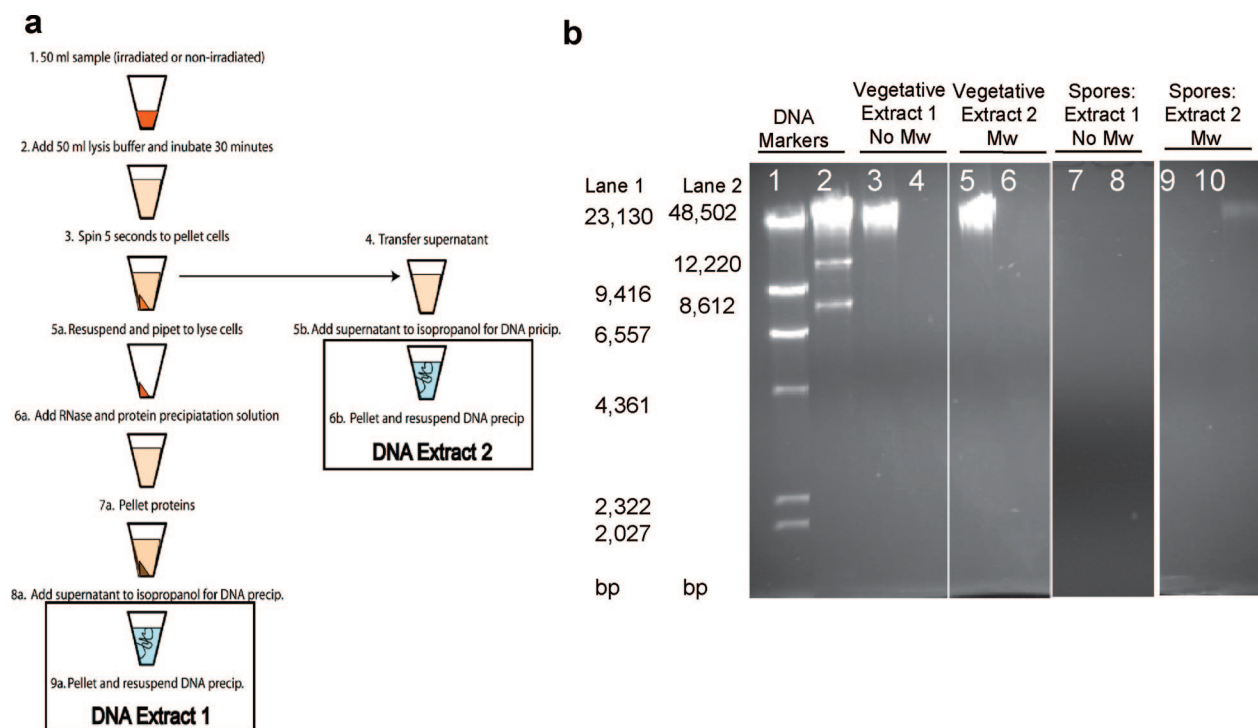 a
1. 50 ml sample (irradiated or non-irradiated)
2. Add 50 ml lysis buffer and inubate 30 minutes
3. Spin 5 seconds to pellet cells
4. Transfer supernatant
5a. Resuspend and pipet to lyse cells
5b. Add supernatant to isopropanol for DNA pricip.
6a. Add RNase and protein precipiatation solution
6b. Pellet and resuspend DNA precip
DNA Extract 2
7a. Pellet proteins
8a. Add supernatant to isopropanol for DNA precip.
9a. Pellet and resuspend DNA precip.
DNA Extract 1
b
DNA
Markers
Vegetative
Extract 1
No Mw
Vegetative
Extract 2
Mw
Spores:
Extract 1
No Mw
Spores:
Extract 2
Mw
Lane 1
23,130
9,416
6,557
4,361
2,322
2,027
bp
Lane 2
48,502
12,220
8,612
bp
1 2 3 4 5 6 7 8 9 10